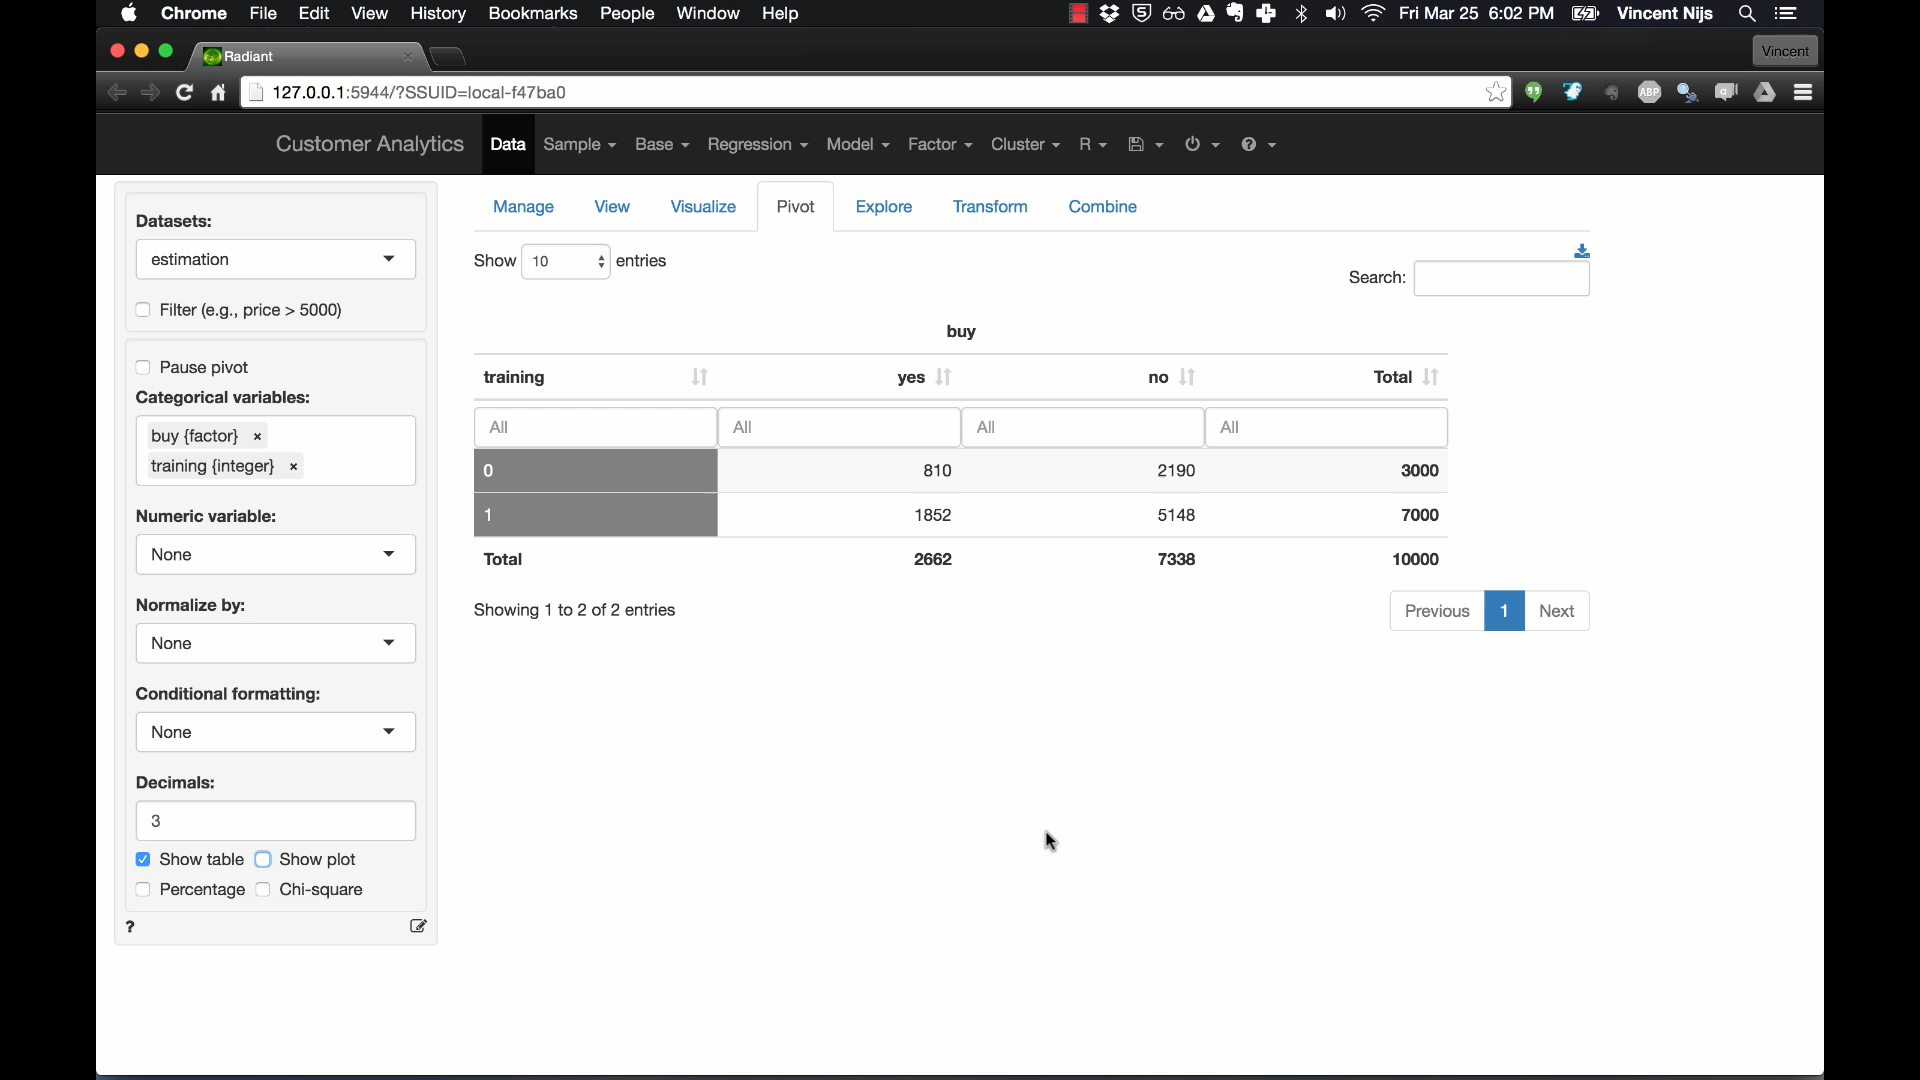 Chrome File Edit View History Bookmarks People Window Help Fri Mar 25 6:02 PM Vincent Nijs
Radiant Vincent
127.0.0.1:5944/?SSUID=local-f47ba0 ABP
Customer Analytics Data Sample Base Regression Model Factor Cluster R ?
Manage View Visualize Pivot Explore Transform Combine
Datasets:
estimation
Filter (e.g., price > 5000)
Pause pivot
Categorical variables:
buy {factor} ×
training {integer} ×
Numeric variable:
None
Normalize by:
None
Conditional formatting:
None
Decimals:
3
Show table Show plot
Percentage Chi-square
?
Show 10 entries
Search:
buy
training yes no Total
All All All All
0 810 2190 3000
1 1852 5148 7000
Total 2662 7338 10000
Showing 1 to 2 of 2 entries
Previous 1 Next